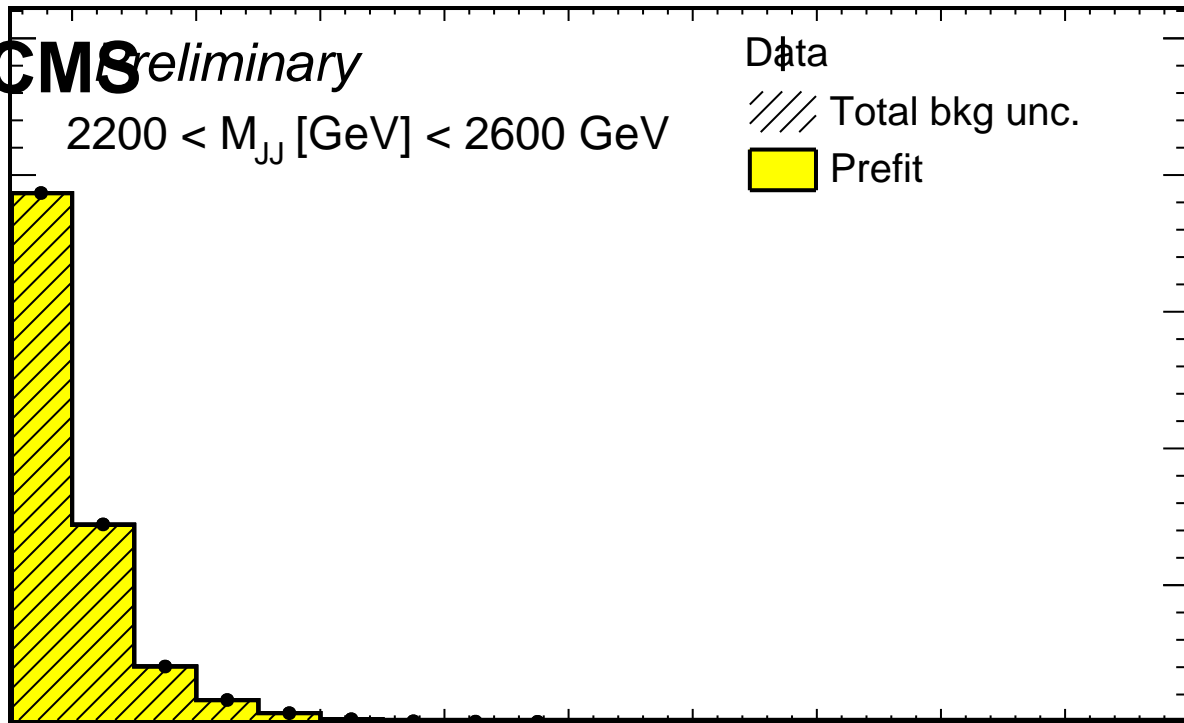 CMS Preliminary
2200 < M_JJ [GeV] < 2600 GeV
Data
Total bkg unc.
Prefit